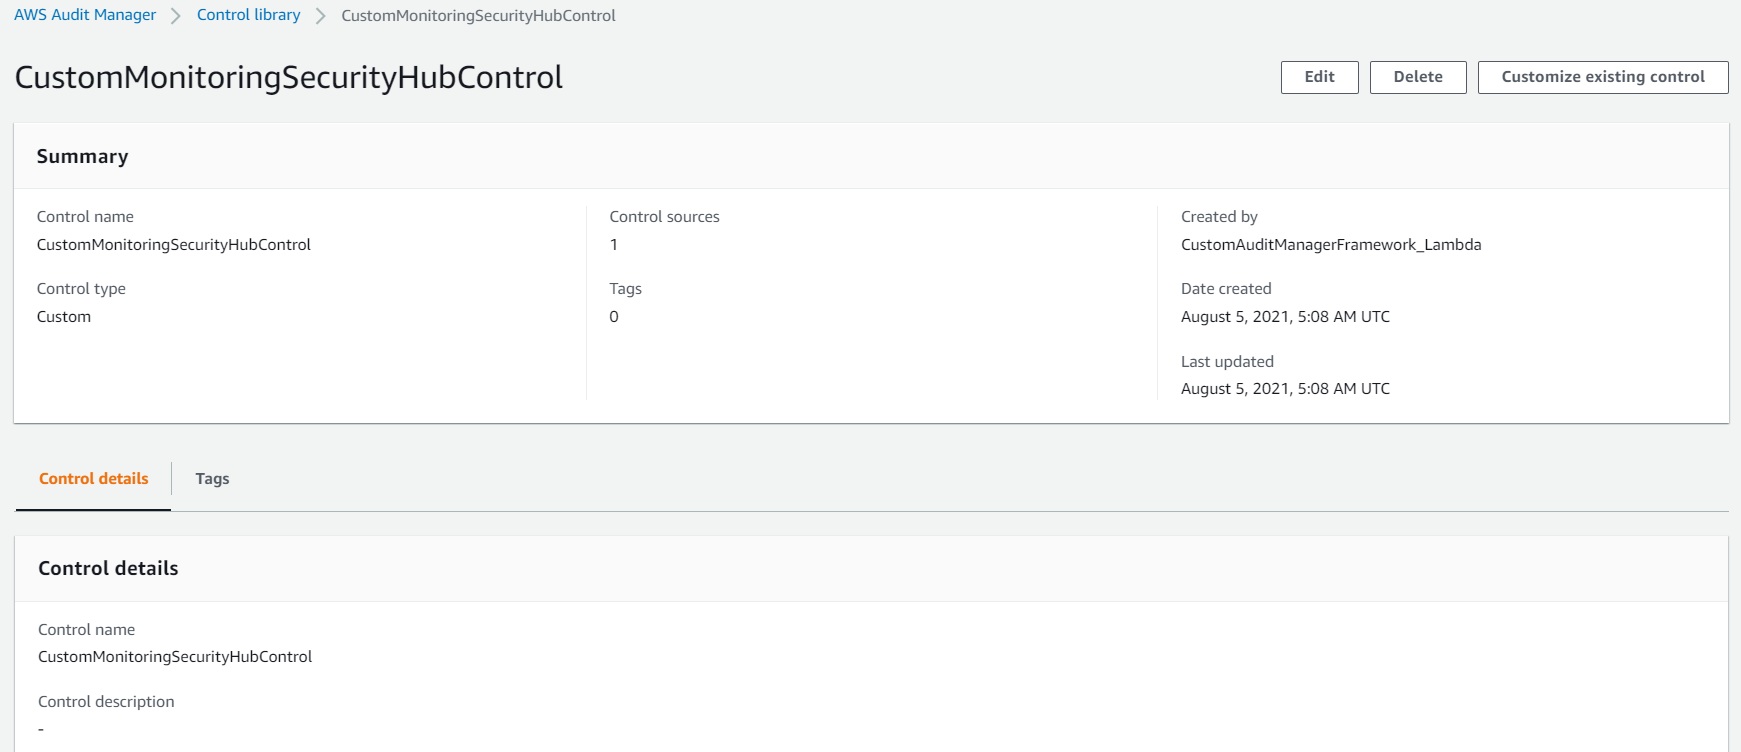 AWS Audit Manager > Control library > CustomMonitoringSecurityHubControl
CustomMonitoringSecurityHubControl
Edit
Delete
Customize existing control
Summary
Control name
CustomMonitoringSecurityHubControl
Control type
Custom
Control sources
1
Tags
0
Created by
CustomAuditManagerFramework_Lambda
Date created
August 5, 2021, 5:08 AM UTC
Last updated
August 5, 2021, 5:08 AM UTC
Control details
Tags
Control details
Control name
CustomMonitoringSecurityHubControl
Control description
-